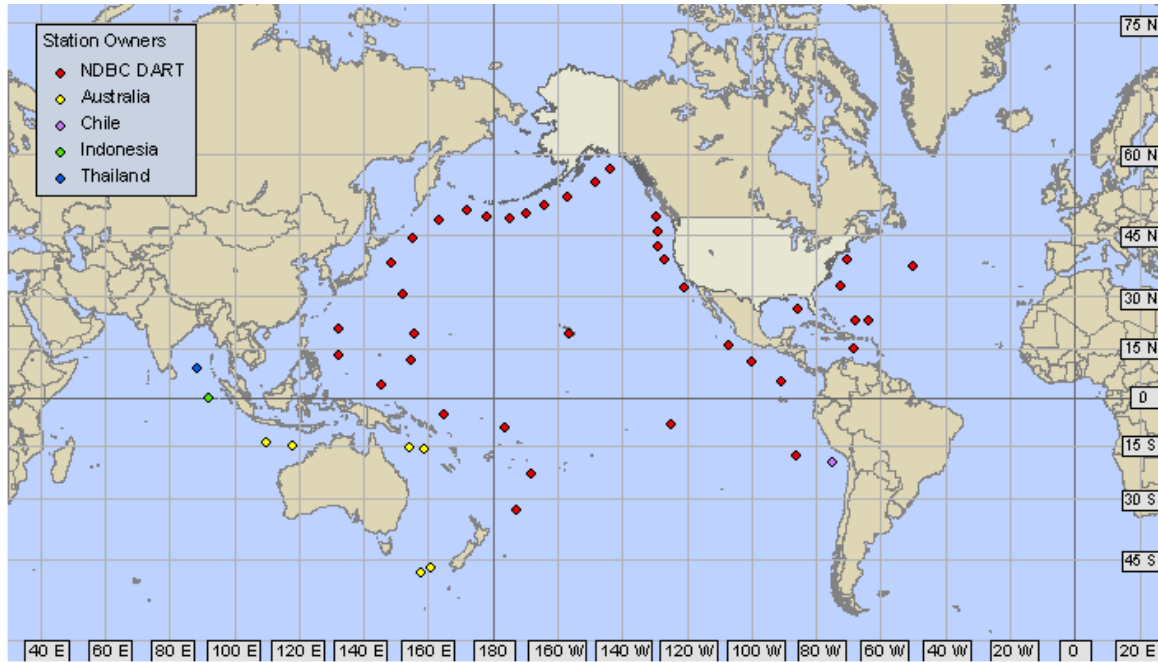 Station Owners
NDBC DART
Australia
Chile
Indonesia
Thailand
75 N
60 N
45 N
30 N
15 N
0
15 S
30 S
45 S
40 E 60 E 80 E 100 E 120 E 140 E 160 E 180 160 W 140 W 120 W 100 W 80 W 60 W 40 W 20 W 0 20 E